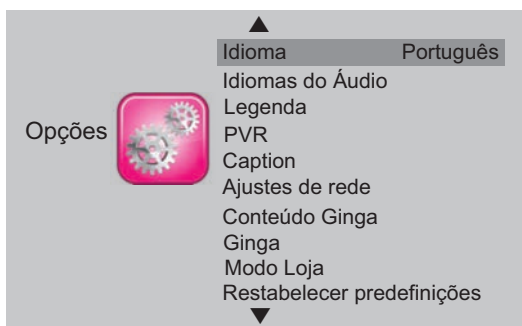 Opções
Idioma Português
Idiomas do Áudio
Legenda
PVR
Caption
Ajustes de rede
Conteúdo Ginga
Ginga
Modo Loja
Restabelecer predefinições